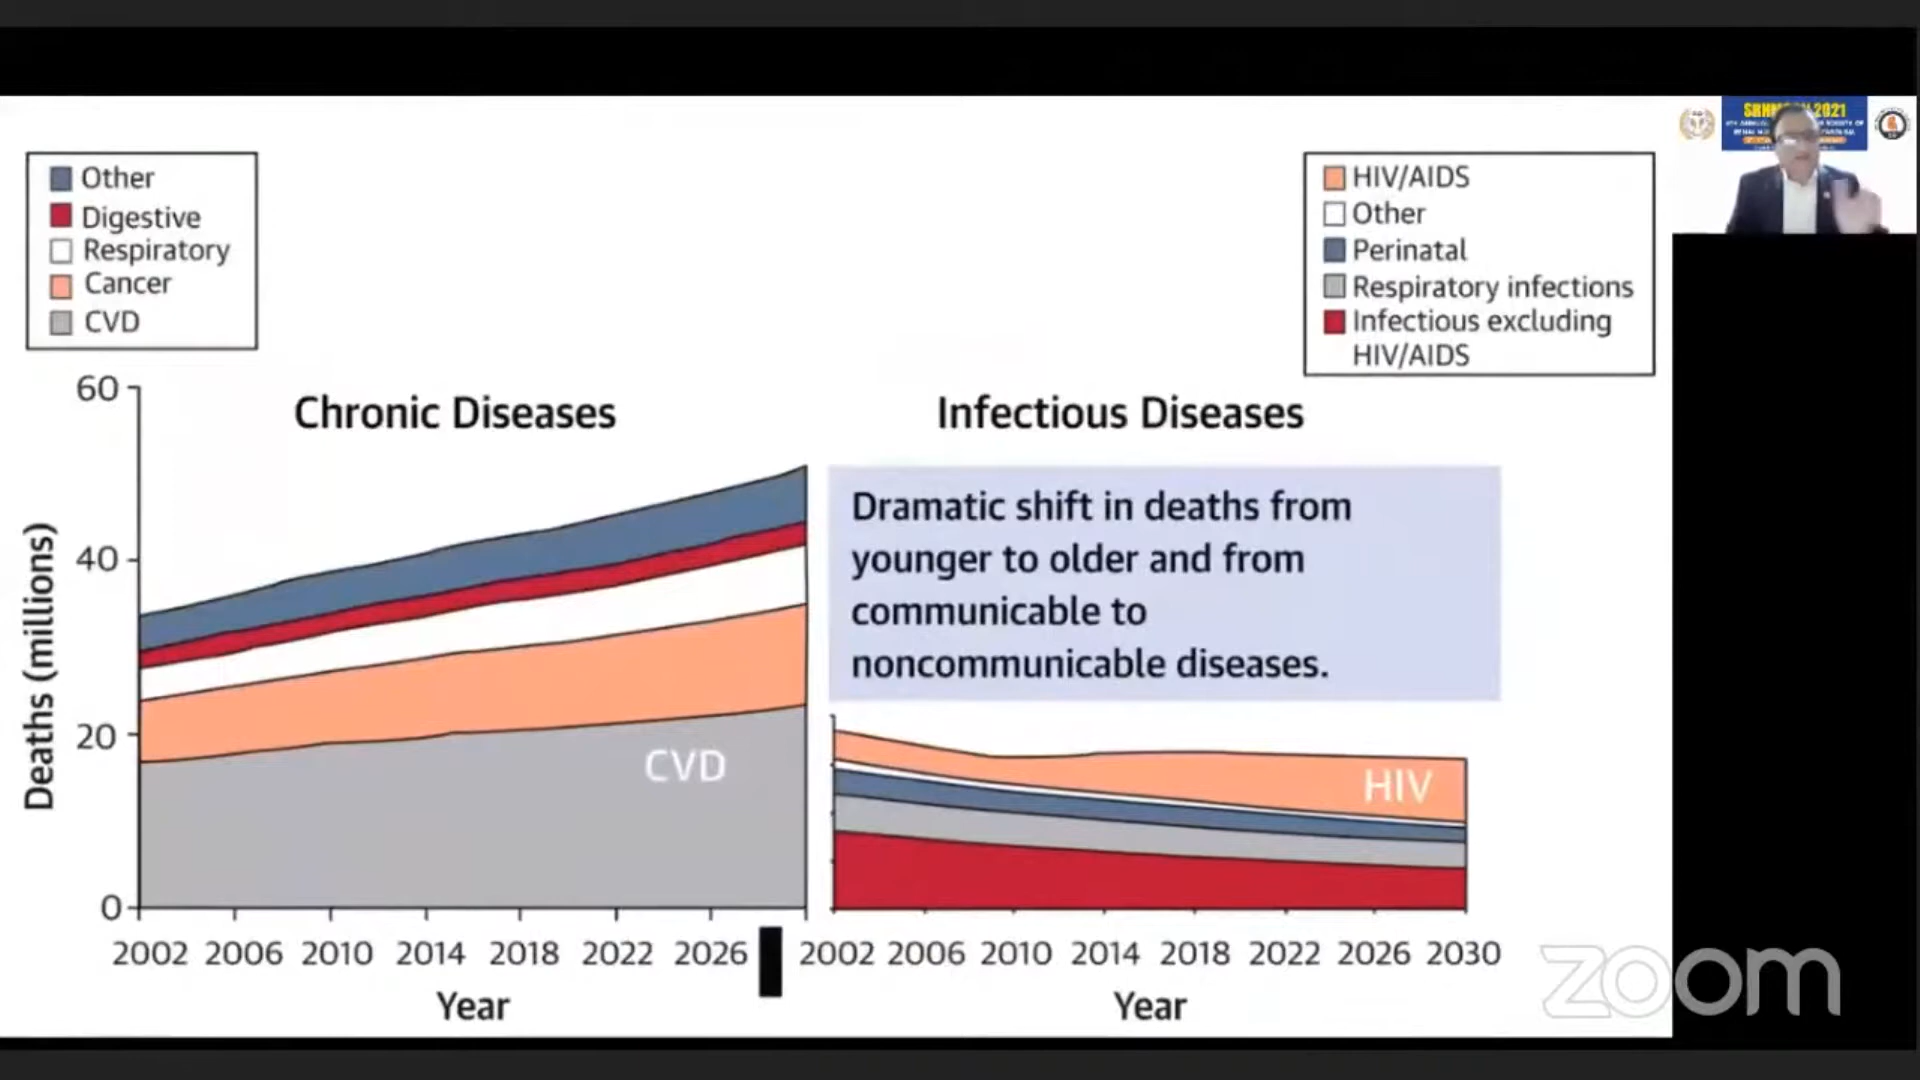 SRHN
2021
Other
Digestive
Respiratory
Cancer
CVD
HIV/AIDS
Other
Perinatal
Respiratory infections
Infectious excluding
HIV/AIDS
Chronic Diseases
Infectious Diseases
Dramatic shift in deaths from
younger to older and from
communicable to
noncommunicable diseases.
Deaths (millions)
60
40
20
0
CVD
HIV
2002 2006 2010 2014 2018 2022 2026
2002 2006 2010 2014 2018 2022 2026 2030
Year
Year
zoom